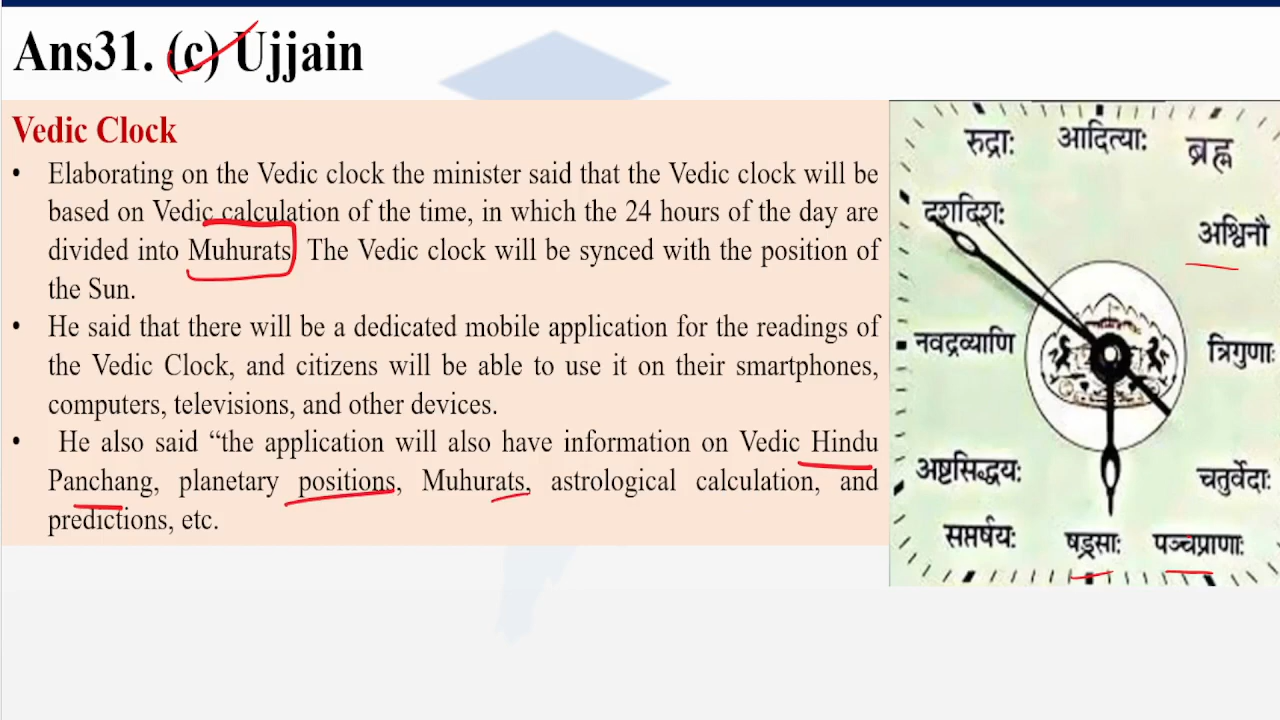 Ans31. (c) Ujjain
Vedic Clock
• Elaborating on the Vedic clock the minister said that the Vedic clock will be
based on Vedic calculation of the time, in which the 24 hours of the day are
divided into Muhurats. The Vedic clock will be synced with the position of
the Sun.
• He said that there will be a dedicated mobile application for the readings of
the Vedic Clock, and citizens will be able to use it on their smartphones,
computers, televisions, and other devices.
• He also said “the application will also have information on Vedic Hindu
Panchang, planetary positions, Muhurats, astrological calculation, and
predictions, etc.
रुद्राः
आदित्याः
ब्रह्म
दशदिशः
अश्विनौ
नवद्रव्याणि
त्रिगुणाः
अष्टसिद्धयः
चतुर्वेदाः
सप्तर्षयः
षड्रसाः
पञ्चप्राणाः